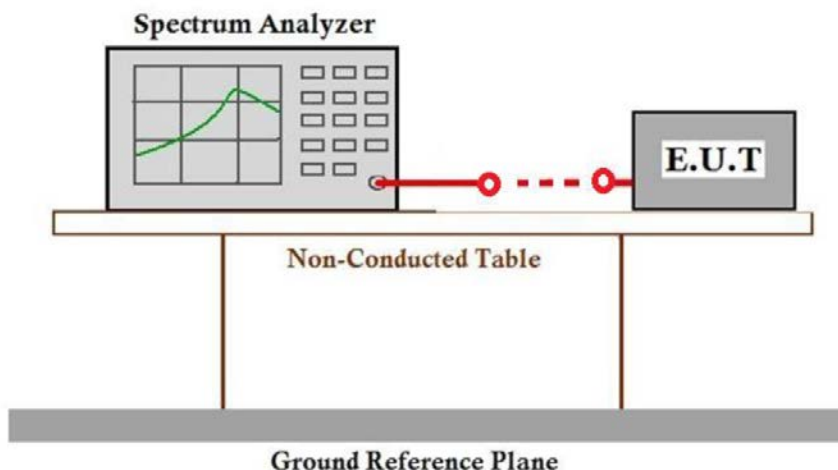 Spectrum Analyzer
E.U.T
Non-Conducted Table
Ground Reference Plane